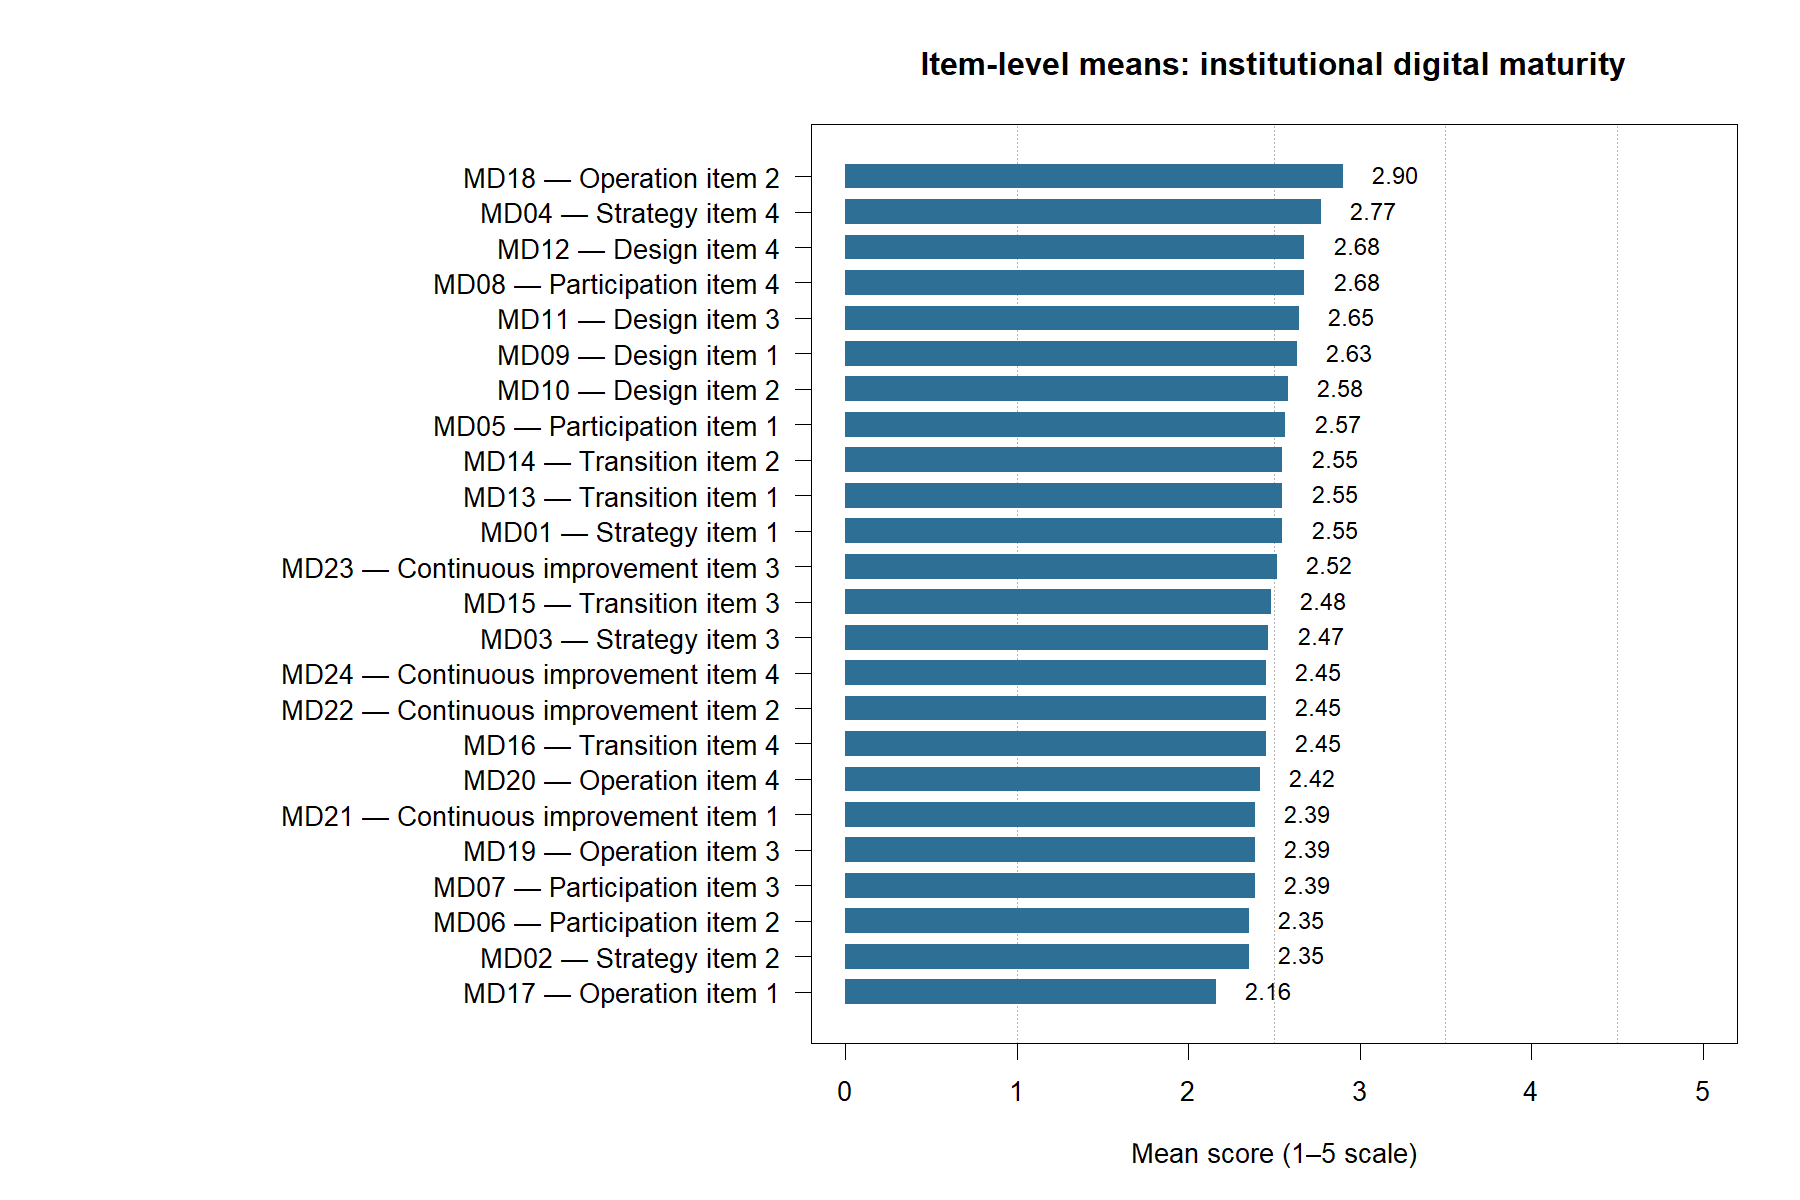 Item-level means: institutional digital maturity
MD18 — Operation item 2 2.90
MD04 — Strategy item 4 2.77
MD12 — Design item 4 2.68
MD08 — Participation item 4 2.68
MD11 — Design item 3 2.65
MD09 — Design item 1 2.63
MD10 — Design item 2 2.58
MD05 — Participation item 1 2.57
MD14 — Transition item 2 2.55
MD13 — Transition item 1 2.55
MD01 — Strategy item 1 2.55
MD23 — Continuous improvement item 3 2.52
MD15 — Transition item 3 2.48
MD03 — Strategy item 3 2.47
MD24 — Continuous improvement item 4 2.45
MD22 — Continuous improvement item 2 2.45
MD16 — Transition item 4 2.45
MD20 — Operation item 4 2.42
MD21 — Continuous improvement item 1 2.39
MD19 — Operation item 3 2.39
MD07 — Participation item 3 2.39
MD06 — Participation item 2 2.35
MD02 — Strategy item 2 2.35
MD17 — Operation item 1 2.16
0 1 2 3 4 5
Mean score (1–5 scale)